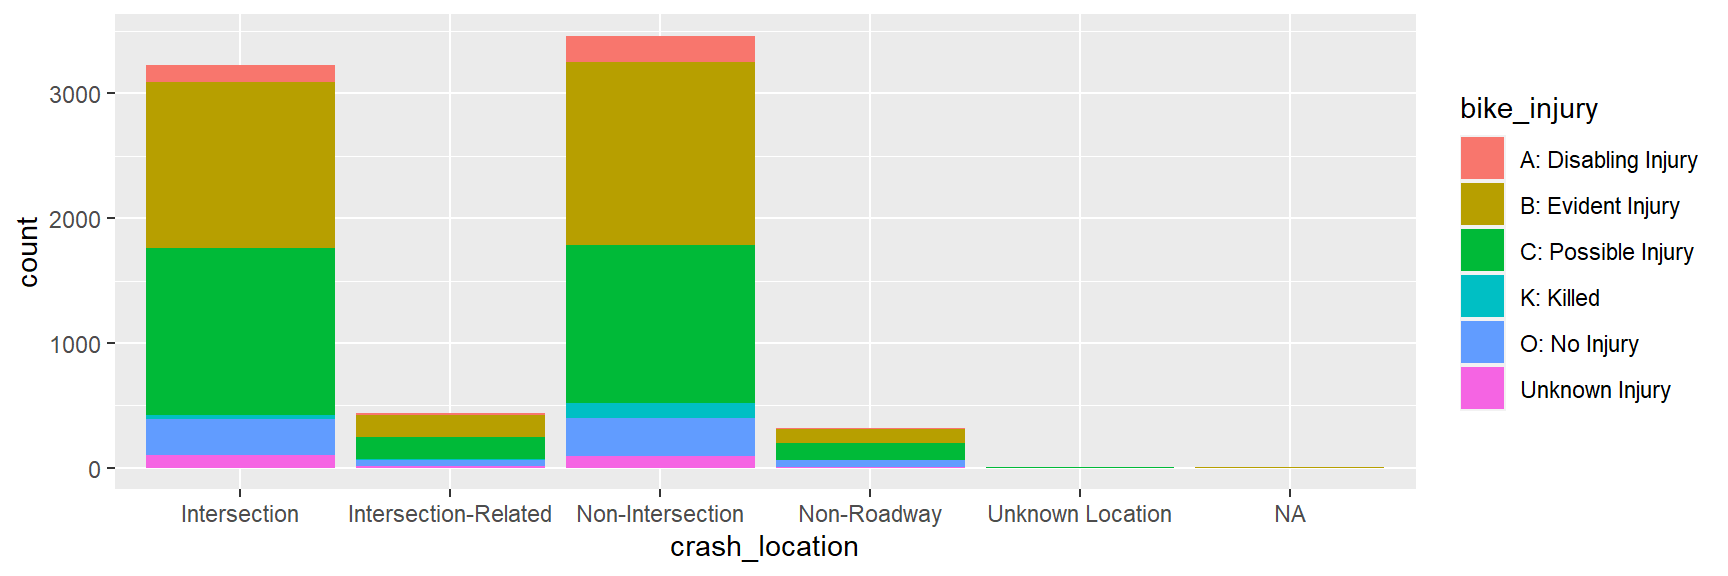 count
3000
2000
1000
0
Intersection
Intersection-Related
Non-Intersection
Non-Roadway
Unknown Location
NA
crash_location
bike_injury
A: Disabling Injury
B: Evident Injury
C: Possible Injury
K: Killed
O: No Injury
Unknown Injury